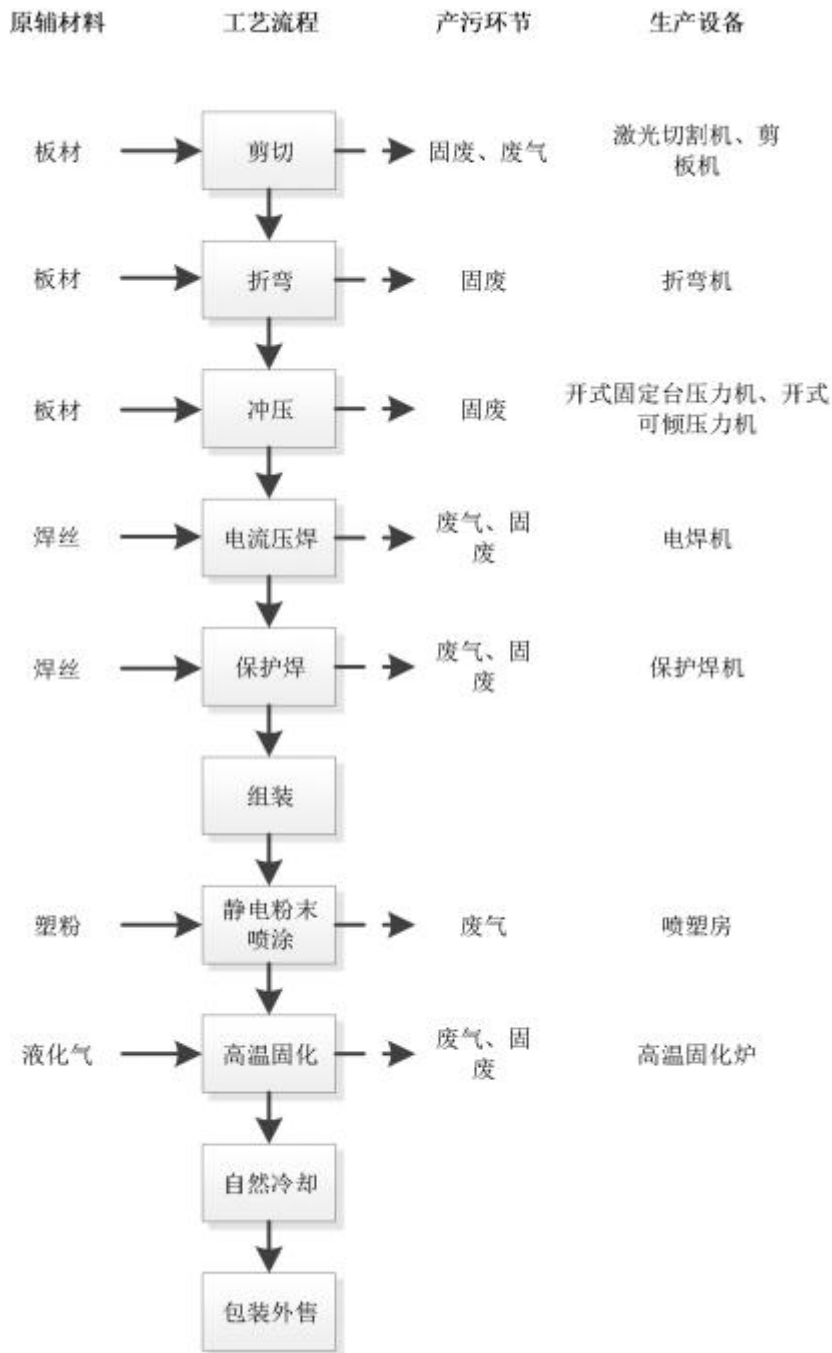 原辅材料 工艺流程 产污环节 生产设备
板材 剪切 固废、废气 激光切割机、剪
板机
板材 折弯 固废 折弯机
板材 冲压 固废 开式固定台压力机、开式
可倾压力机
焊丝 电流压焊 废气、固
废 电焊机
焊丝 保护焊 废气、固
废 保护焊机
组装
塑粉 静电粉末
喷涂 废气 喷塑房
液化气 高温固化 废气、固
废 高温固化炉
自然冷却
包装外售